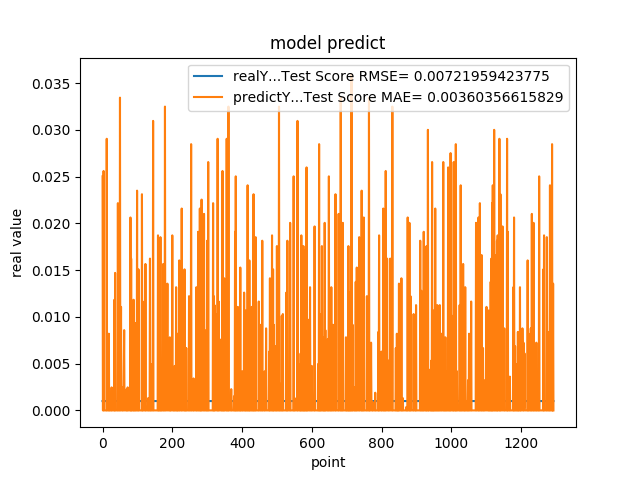 model predict
realY...Test Score RMSE= 0.00721959423775
predictY...Test Score MAE= 0.00360356615829
real value
0.035
0.030
0.025
0.020
0.015
0.010
0.005
0.000
0 200 400 600 800 1000 1200
point